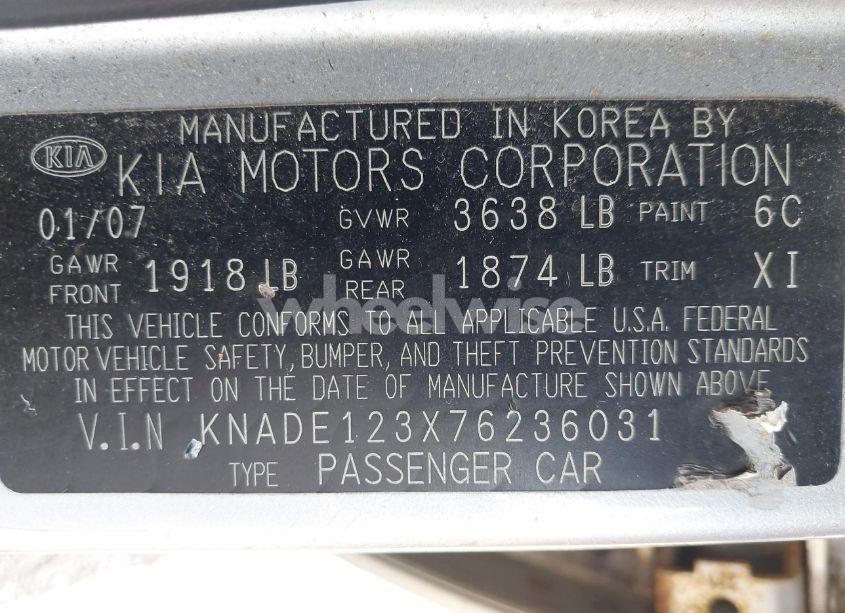 MANUFACTURED IN KOREA BY
KIA KIA MOTORS CORPORATION
01/07 GVWR 3638 LB PAINT 6C
GAWR FRONT 1918 LB GAWR REAR 1874 LB TRIM XI
wheelwise
THIS VEHICLE CONFORMS TO ALL APPLICABLE U.S.A. FEDERAL
MOTOR VEHICLE SAFETY, BUMPER, AND THEFT PREVENTION STANDARDS
IN EFFECT ON THE DATE OF MANUFACTURE SHOWN ABOVE
V.I.N KNADE123X76236031
TYPE PASSENGER CAR